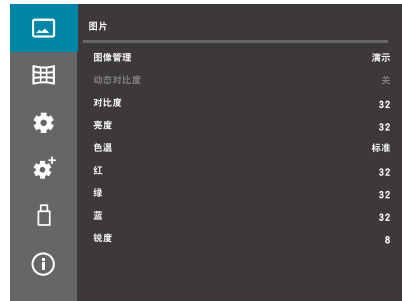 图片
图像管理 演示
动态对比度 关
对比度 32
亮度 32
色温 标准
红 32
绿 32
蓝 32
锐度 8